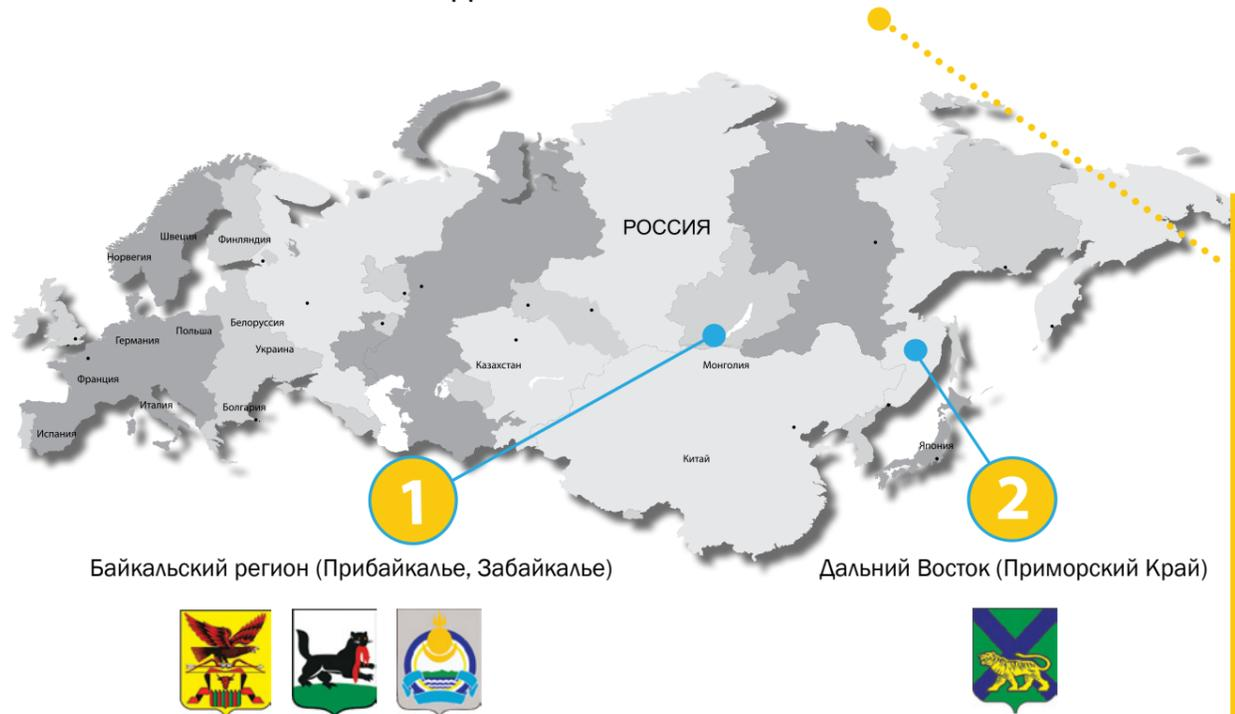 РОССИЯ
Швеция
Финляндия
Норвегия
Белоруссия
Польша
Германия
Украина
Казахстан
Монголия
Франция
Италия
Болгария
Испания
Япония
Китай
1
2
Байкальский регион (Прибайкалье, Забайкалье)
Дальний Восток (Приморский Край)